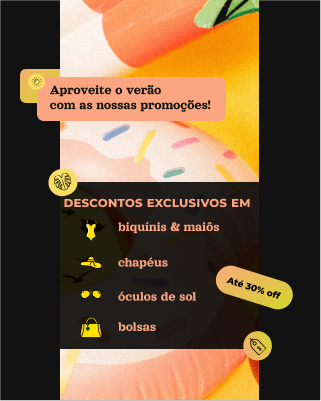 Aproveite o verão
com as nossas promoções!
DESCONTOS EXCLUSIVOS EM
biquínis & maiôs
chapéus
óculos de sol
Até 30% off
bolsas